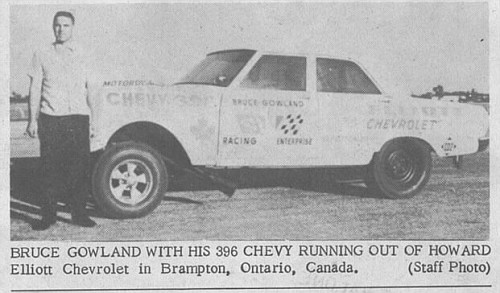 MOTOROLA
CHEVY 396
BRUCE GOWLAND
RACING ENTERPRISE
CHEVROLET
BRUCE GOWLAND WITH HIS 396 CHEVY RUNNING OUT OF HOWARD
Elliott Chevrolet in Brampton, Ontario, Canada. (Staff Photo)